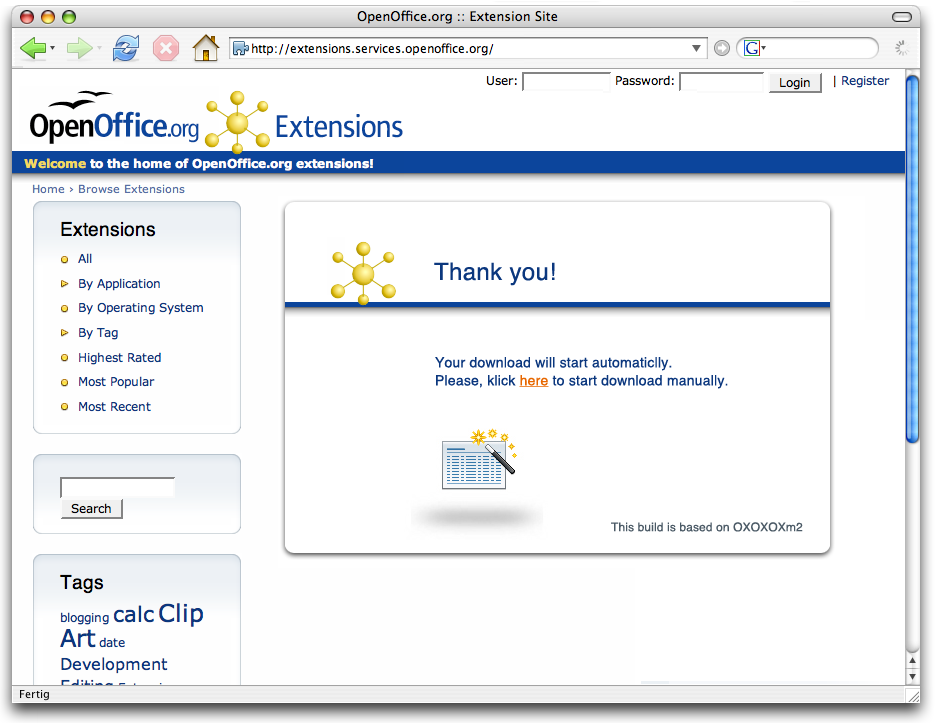 OpenOffice.org :: Extension Site
http://extensions.services.openoffice.org/
G
User: Password: Login | Register
OpenOffice.org Extensions
Welcome to the home of OpenOffice.org extensions!
Home › Browse Extensions
Extensions
All
By Application
By Operating System
By Tag
Highest Rated
Most Popular
Most Recent
Search
Tags
blogging calc Clip
Art date
Development
Editing
Thank you!
Your download will start automaticlly.
Please, klick here to start download manually.
This build is based on OXOXOXm2
Fertig